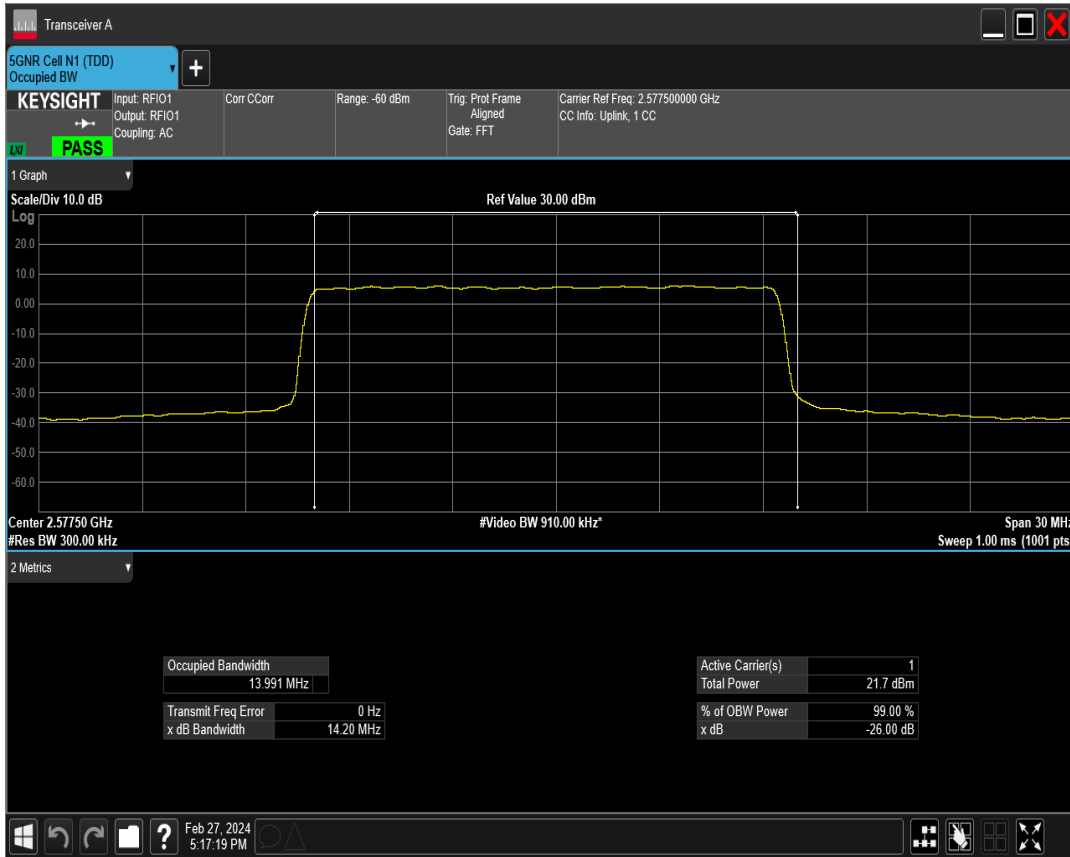 Transceiver A
5GNR Cell N1 (TDD)
Occupied BW
+
KEYSIGHT
Input: RFIO1
Output: RFIO1
Coupling: AC
Corr CCorr
Range: -60 dBm
Trig: Prot Frame
Aligned
Gate: FFT
Carrier Ref Freq: 2.577500000 GHz
CC Info: Uplink, 1 CC
LXI
PASS
1 Graph
Scale/Div 10.0 dB
Ref Value 30.00 dBm
Log
20.0
10.0
0.00
-10.0
-20.0
-30.0
-40.0
-50.0
-60.0
Center 2.57750 GHz
#Video BW 910.00 kHz*
Span 30 MHz
#Res BW 300.00 kHz
Sweep 1.00 ms (1001 pts
2 Metrics
Occupied Bandwidth
13.991 MHz
Transmit Freq Error 0 Hz
x dB Bandwidth 14.20 MHz
Active Carrier(s) 1
Total Power 21.7 dBm
% of OBW Power 99.00 %
x dB -26.00 dB
?
Feb 27, 2024
5:17:19 PM